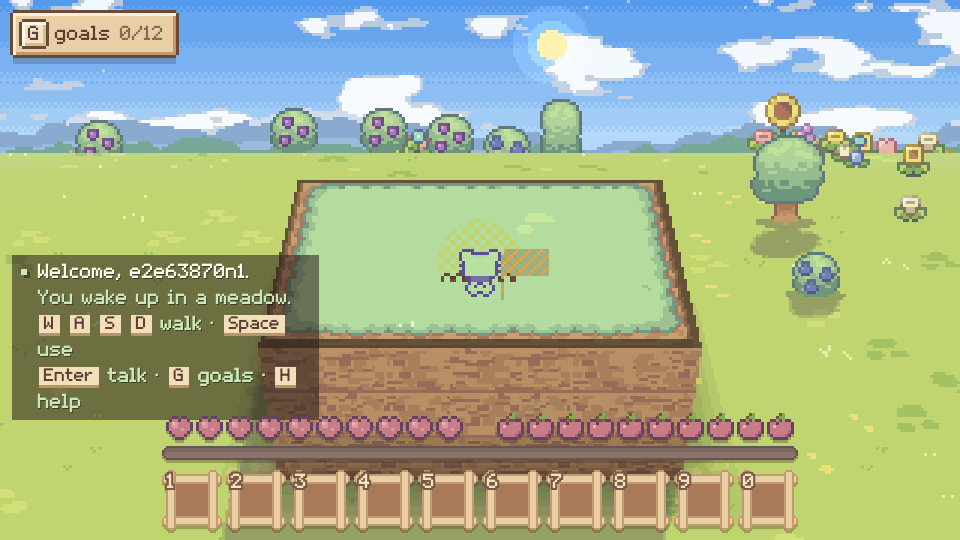 G goals 0/12
Welcome, e2e63870n1.
You wake up in a meadow.
W A S D walk · Space
use
Enter talk · G goals · H
help
1 2 3 4 5 6 7 8 9 0